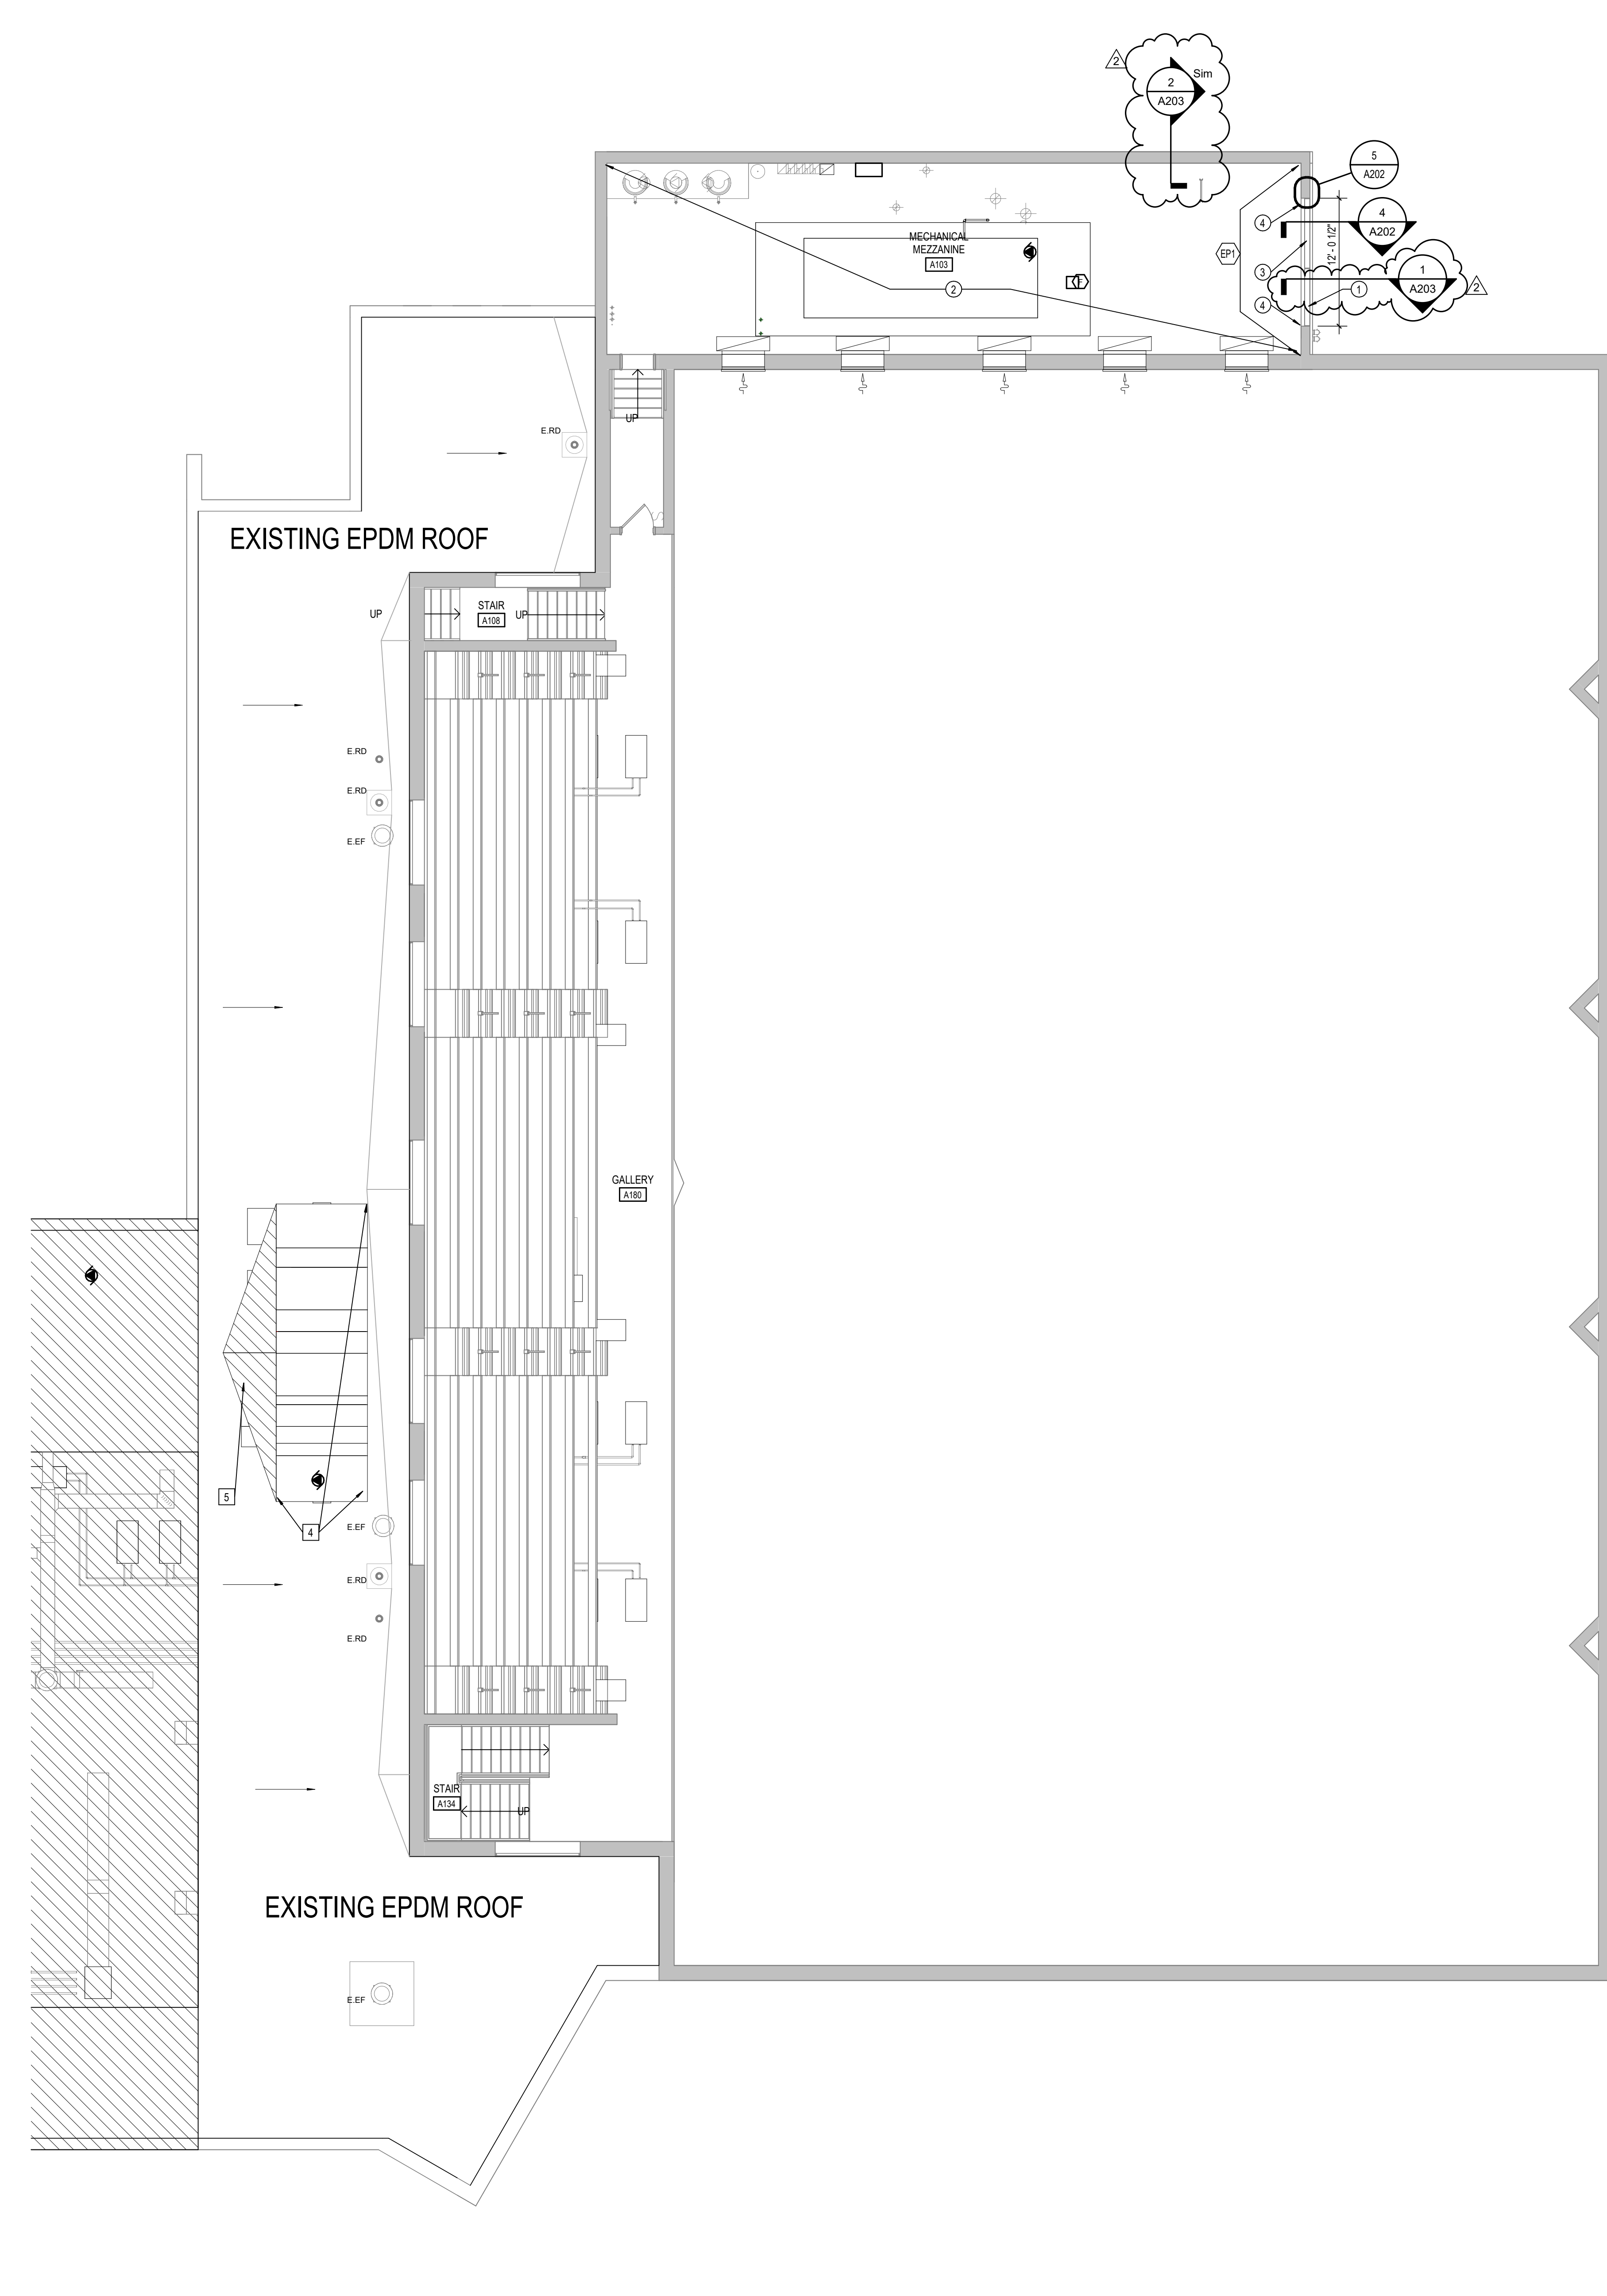 2
Sim
2
A203
5
A202
4
4
A202
12' - 0 1/2"
MECHANICAL
MEZZANINE
A103
EP1
3
1
A203
F
2
1
2
4
UP
E.RD
EXISTING EPDM ROOF
STAIR
UP
UP
A108
E.RD
E.RD
E.EF
GALLERY
A180
5
4
E.EF
E.RD
E.RD
STAIR
A134
UP
EXISTING EPDM ROOF
E.EF